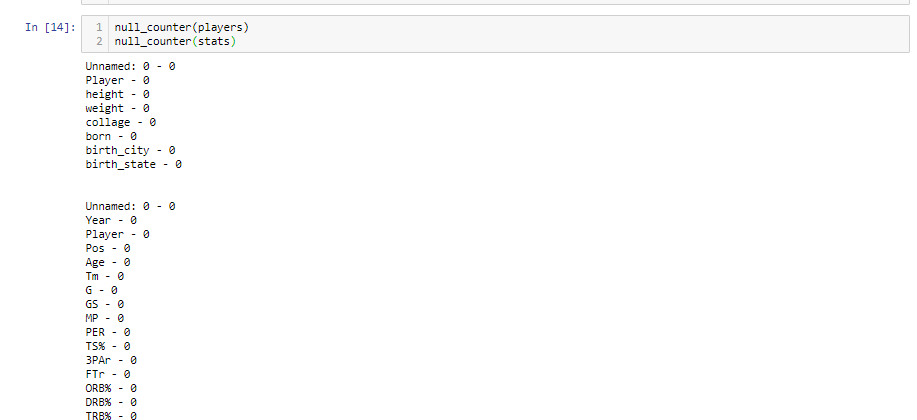 In [14]:
1 null_counter(players)
2 null_counter(stats)
Unnamed: 0 - 0
Player - 0
height - 0
weight - 0
collage - 0
born - 0
birth_city - 0
birth_state - 0
Unnamed: 0 - 0
Year - 0
Player - 0
Pos - 0
Age - 0
Tm - 0
G - 0
GS - 0
MP - 0
PER - 0
TS% - 0
3PAr - 0
FTr - 0
ORB% - 0
DRB% - 0
TRB% - 0